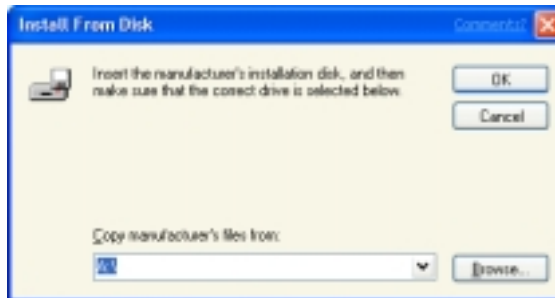 Install From Disk
Comments?
Insert the manufacturer's installation disk, and then
make sure that the correct drive is selected below.
OK
Cancel
Copy manufacturer's files from:
A:\
Browse...